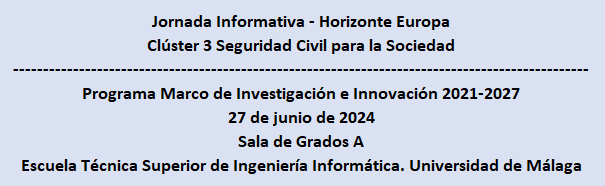 Jornada Informativa - Horizonte Europa
Clúster 3 Seguridad Civil para la Sociedad
--------------------------------------------------------------------------------------------------
Programa Marco de Investigación e Innovación 2021-2027
27 de junio de 2024
Sala de Grados A
Escuela Técnica Superior de Ingeniería Informática. Universidad de Málaga